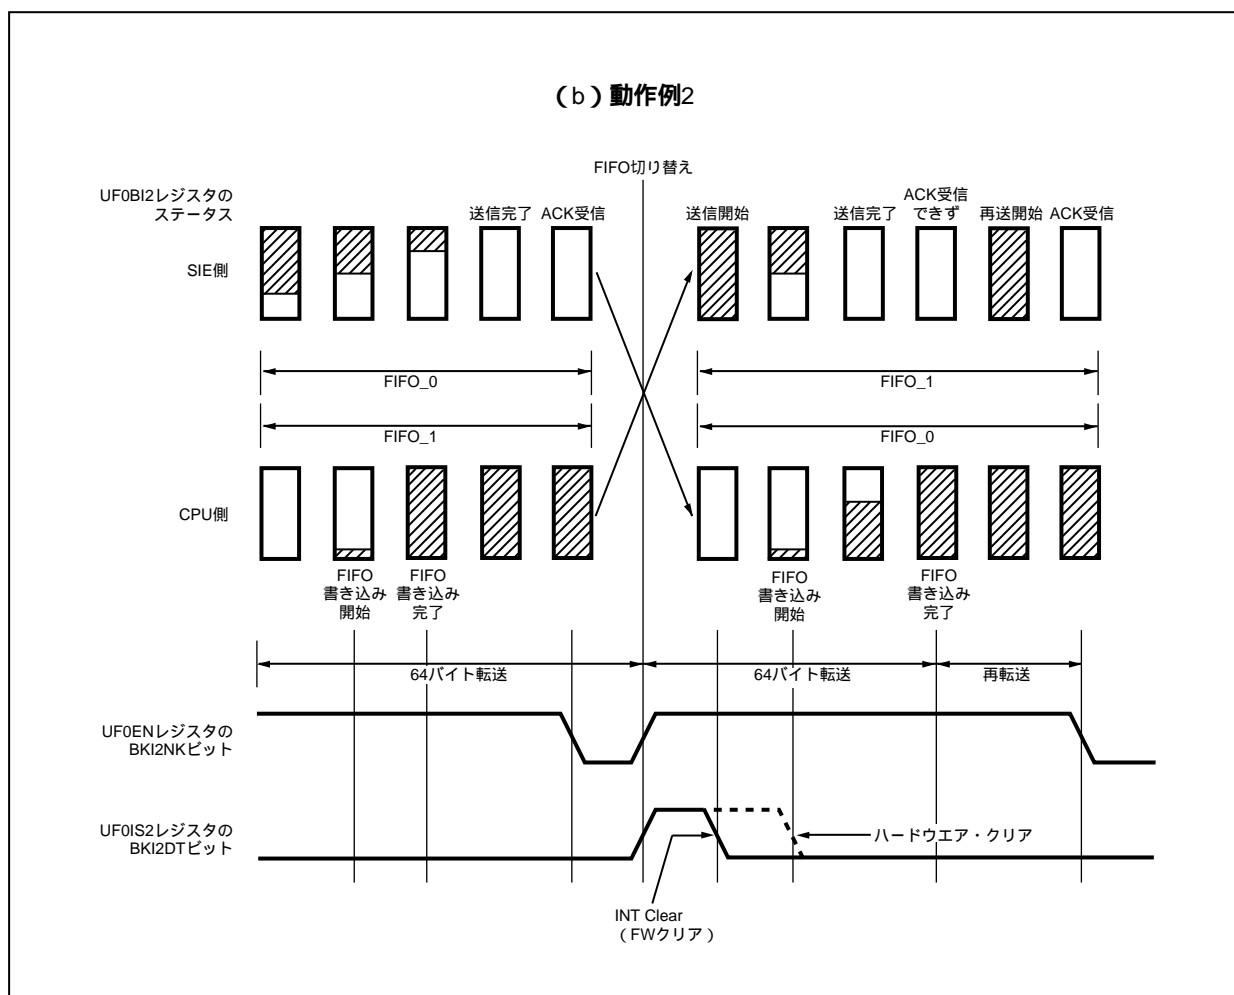 （b）動作例2
FIFO切り替え
UF0BI2レジスタの
ステータス
送信完了
ACK受信
送信開始
送信完了
ACK受信
できず
再送開始
ACK受信
SIE側
FIFO_0
FIFO_1
FIFO_1
FIFO_0
CPU側
FIFO
書き込み
開始
FIFO
書き込み
完了
FIFO
書き込み
開始
FIFO
書き込み
完了
64バイト転送
64バイト転送
再転送
UF0ENレジスタの
BKI2NKビット
UF0IS2レジスタの
BKI2DTビット
ハードウエア・クリア
INT Clear
（FWクリア）